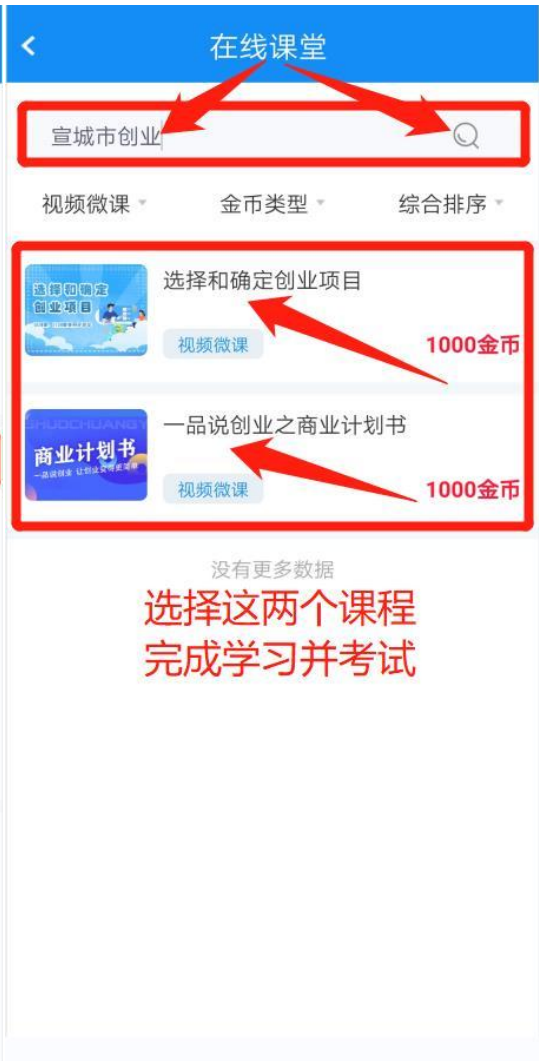 在线课堂
宣城市创业
视频微课
金币类型
综合排序
选择和确定
创业项目
选择和确定创业项目
视频微课
1000金币
商业计划书
一品说创业之商业计划书
视频微课
1000金币
没有更多数据
选择这两个课程
完成学习并考试